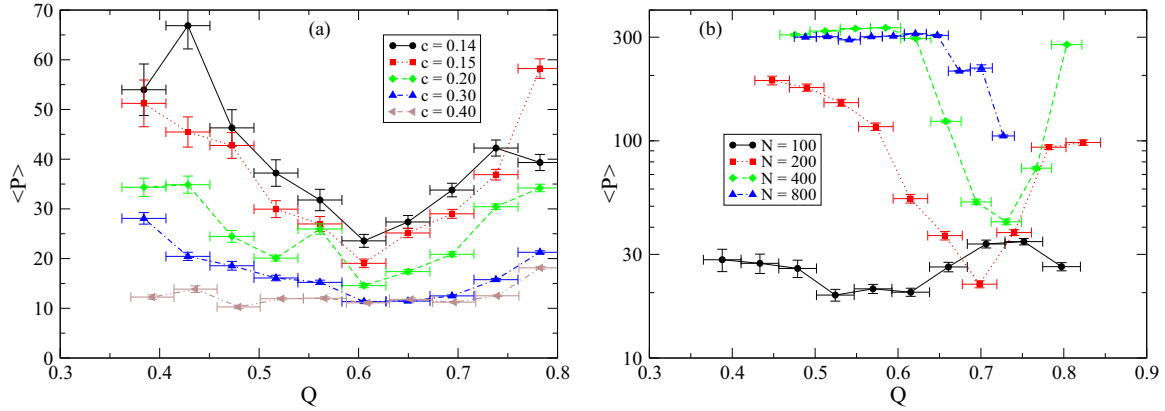 (a)
c = 0.14
c = 0.15
c = 0.20
c = 0.30
c = 0.40
70
60
50
40
30
20
10
0
<P>
0.3 0.4 0.5 0.6 0.7 0.8
Q
(b)
N = 100
N = 200
N = 400
N = 800
300
100
30
10
<P>
0.3 0.4 0.5 0.6 0.7 0.8 0.9
Q